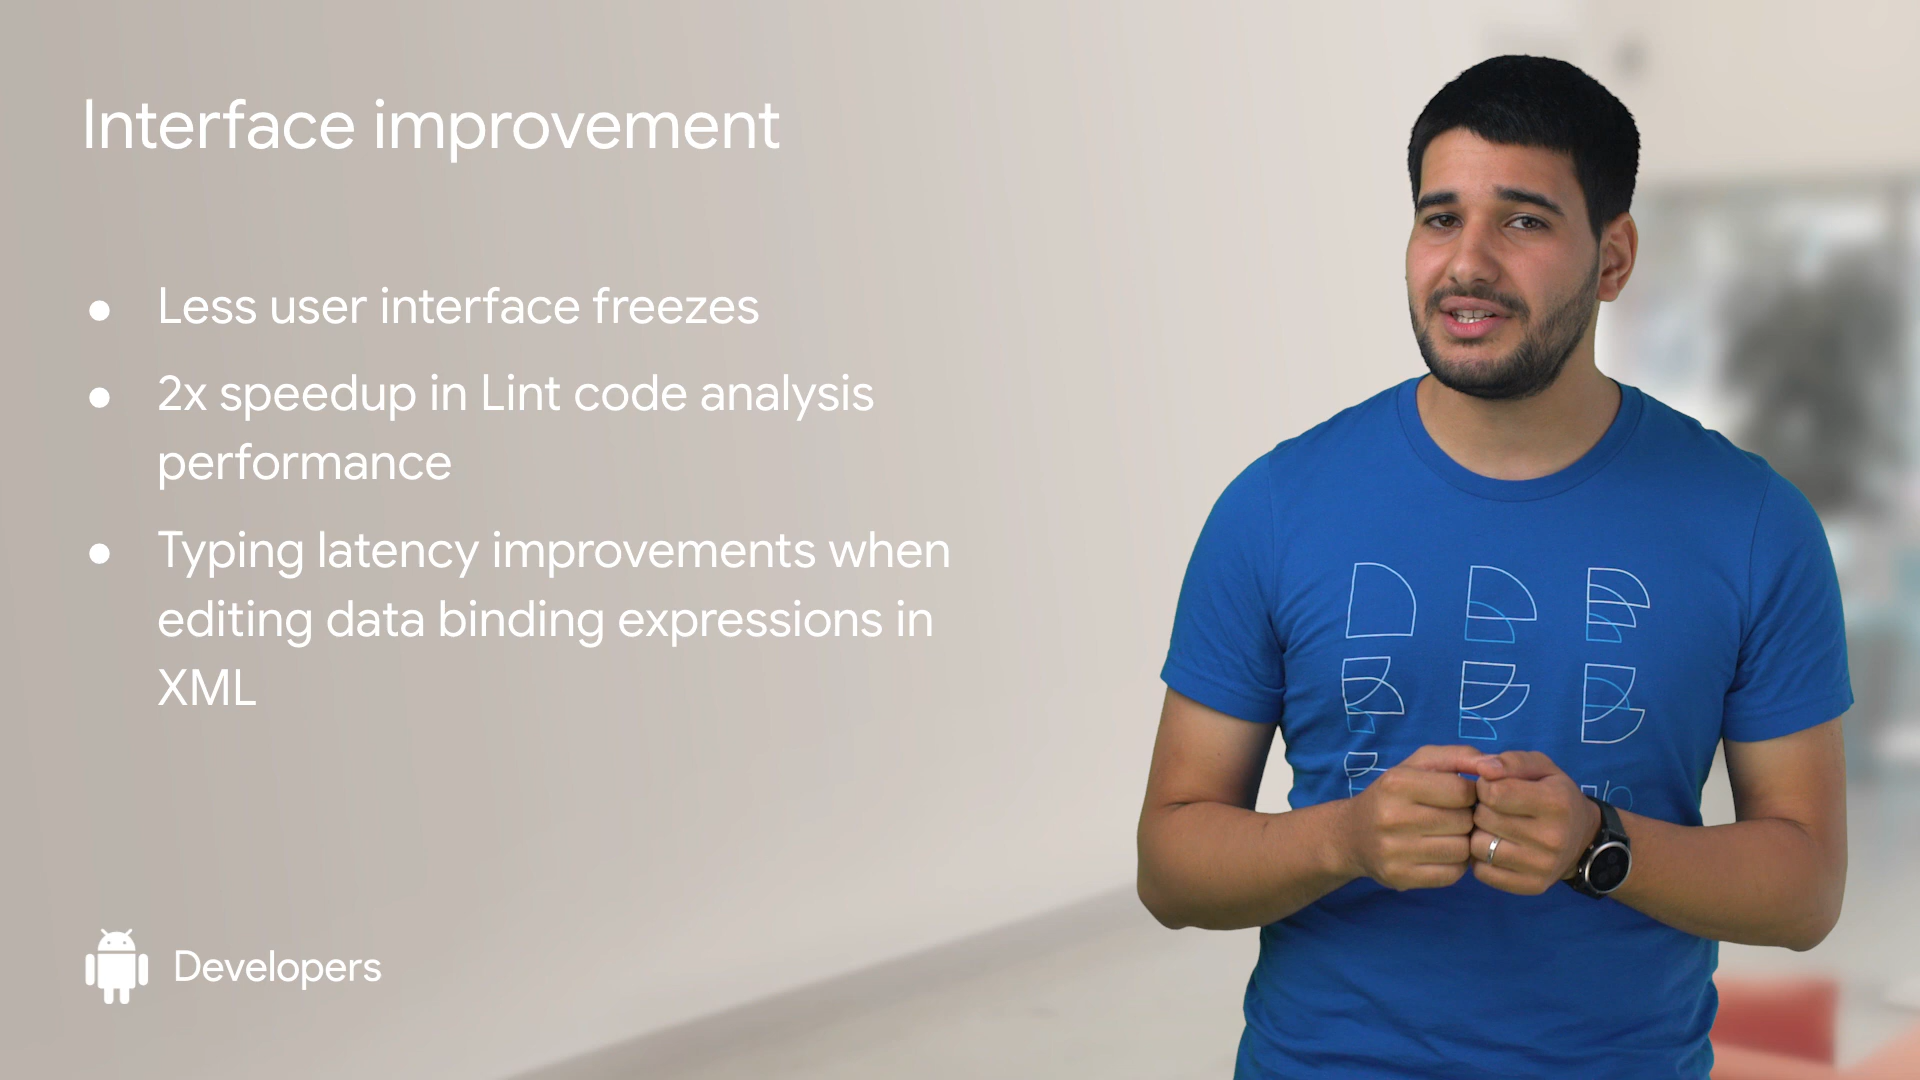 Interface improvement
● Less user interface freezes
● 2x speedup in Lint code analysis
performance
● Typing latency improvements when
editing data binding expressions in
XML
Developers